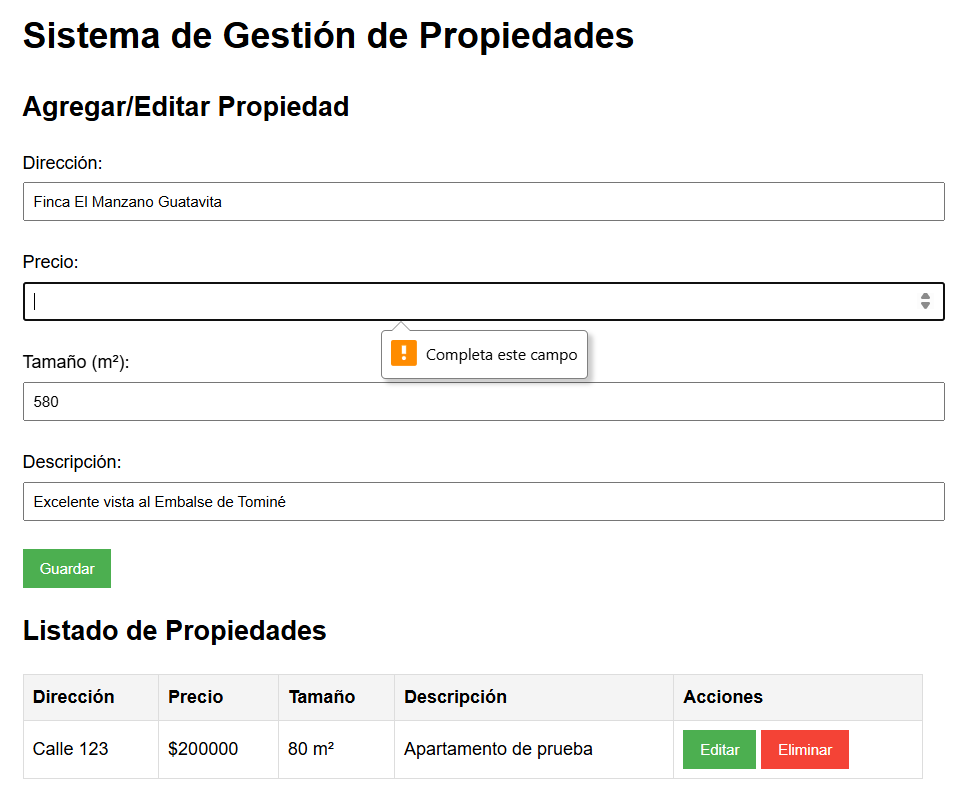 Sistema de Gestión de Propiedades
Agregar/Editar Propiedad
Dirección:
Finca El Manzano Guatavita
Precio:
! Completa este campo
Tamaño (m²):
580
Descripción:
Excelente vista al Embalse de Tominé
Guardar
Listado de Propiedades
Dirección Precio Tamaño Descripción Acciones
Calle 123 $200000 80 m² Apartamento de prueba Editar Eliminar